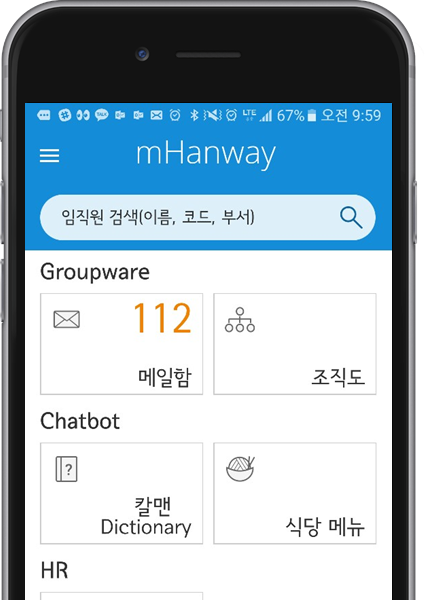 LTE 67% 오전 9:59
mHanway
임직원 검색(이름, 코드, 부서)
Groupware
112
메일함
조직도
Chatbot
?
칼맨
Dictionary
식당 메뉴
HR